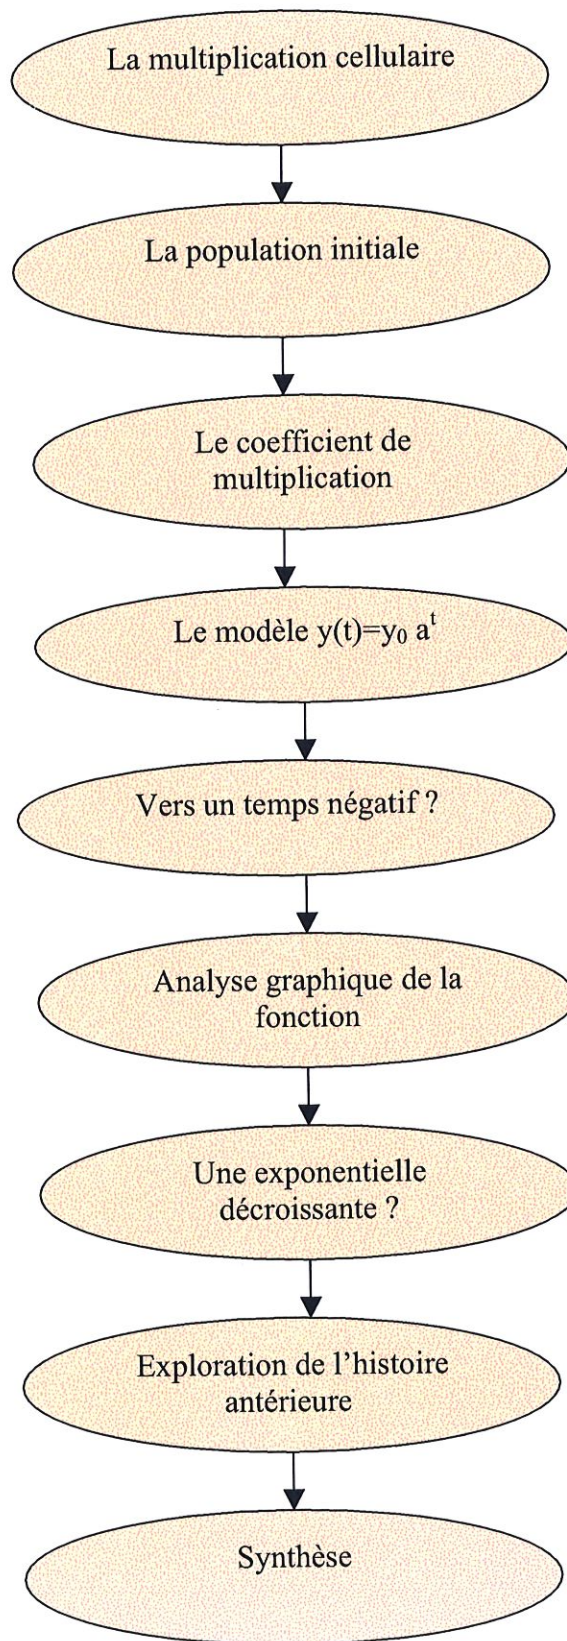 La multiplication cellulaire
La population initiale
Le coefficient de
multiplication
Le modèle y(t)=y₀ aᵗ
Vers un temps négatif ?
Analyse graphique de la
fonction
Une exponentielle
décroissante ?
Exploration de l’histoire
antérieure
Synthèse